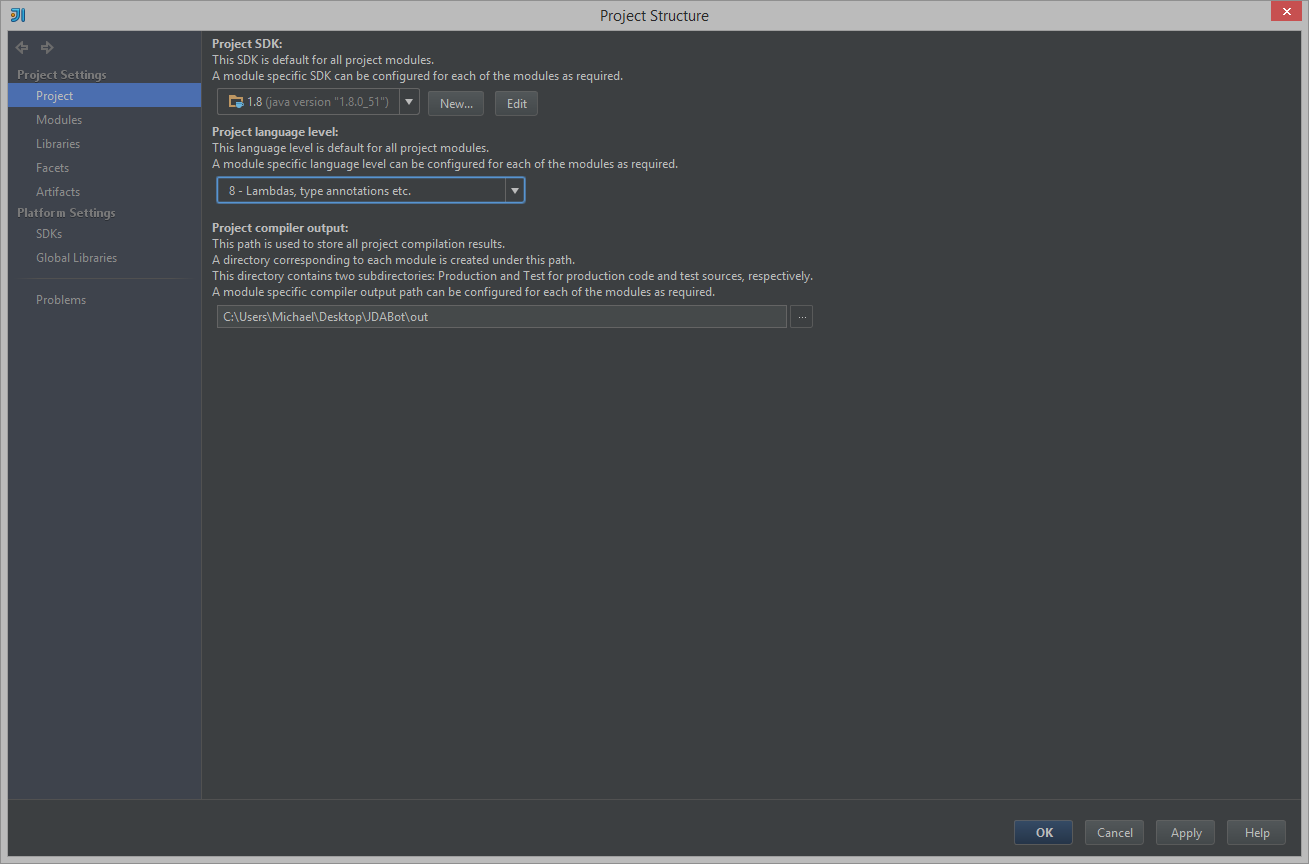 Project Structure
Project Settings
Project
Modules
Libraries
Facets
Artifacts
Platform Settings
SDKs
Global Libraries
Problems
Project SDK:
This SDK is default for all project modules.
A module specific SDK can be configured for each of the modules as required.
1.8 (java version "1.8.0_51")
New...
Edit
Project language level:
This language level is default for all project modules.
A module specific language level can be configured for each of the modules as required.
8 - Lambdas, type annotations etc.
Project compiler output:
This path is used to store all project compilation results.
A directory corresponding to each module is created under this path.
This directory contains two subdirectories: Production and Test for production code and test sources, respectively.
A module specific compiler output path can be configured for each of the modules as required.
C:\Users\Michael\Desktop\JDABot\out
...
OK
Cancel
Apply
Help